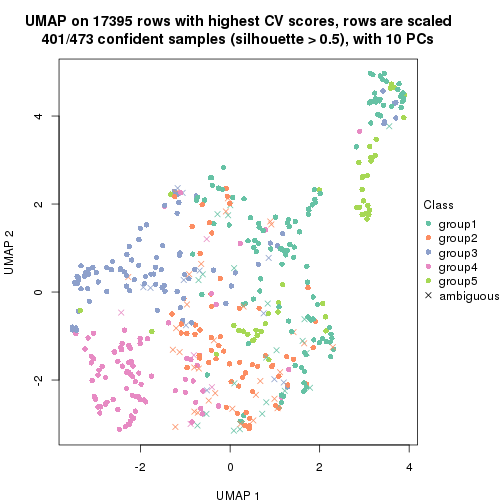 UMAP on 17395 rows with highest CV scores, rows are scaled
401/473 confident samples (silhouette > 0.5), with 10 PCs
4
2
0
-2
UMAP 2
-2
0
2
4
UMAP 1
Class
group1
group2
group3
group4
group5
ambiguous